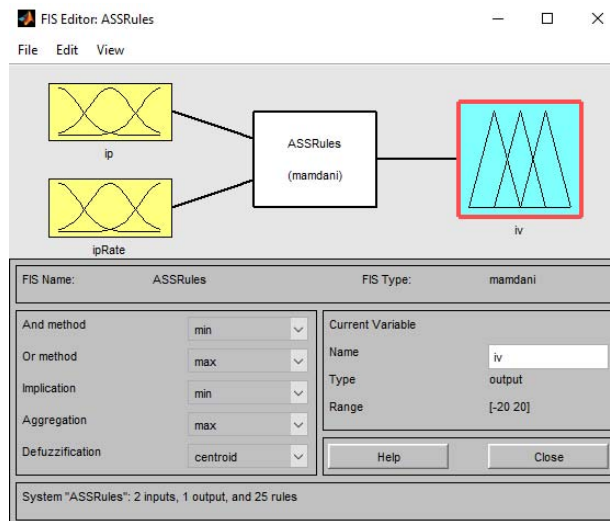 FIS Editor: ASSRules
File Edit View
ip
ipRate
ASSRules
(mamdani)
iv
FIS Name: ASSRules FIS Type: mamdani
And method min
Or method max
Implication min
Aggregation max
Defuzzification centroid
Current Variable
Name iv
Type output
Range [-20 20]
Help Close
System "ASSRules": 2 inputs, 1 output, and 25 rules